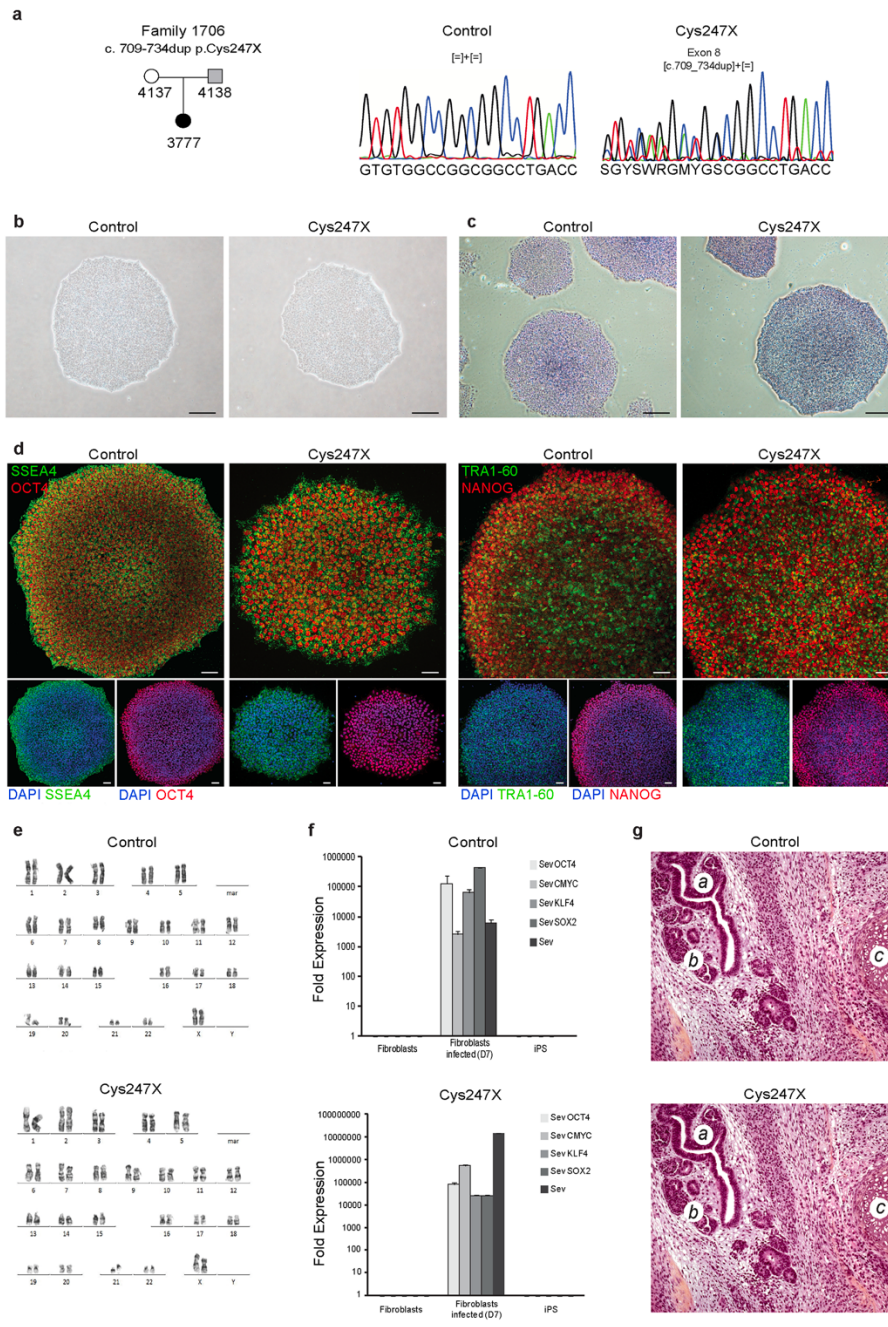 a
Family 1706
c. 709-734dup p.Cys247X
4137
4138
3777
Control
[=]+[=]
GTGTGGCCGGCGGCCTGACC
Cys247X
Exon 8
[c.709_734dup]+[=]
SGYSWRGMYGSCGGCCTGACC
b
Control
Cys247X
c
Control
Cys247X
d
Control
Cys247X
Control
Cys247X
SSEA4
OCT4
TRA1-60
NANOG
DAPI SSEA4
DAPI OCT4
DAPI TRA1-60
DAPI NANOG
e
Control
1 2 3 4 5 mar
6 7 8 9 10 11 12
13 14 15 16 17 18
19 20 21 22 X Y
Cys247X
1 2 3 4 5 mar
6 7 8 9 10 11 12
13 14 15 16 17 18
19 20 21 22 X Y
f
Control
Fold Expression
1000000
100000
10000
1000
100
10
1
Sev OCT4
Sev CMYC
Sev KLF4
Sev SOX2
Sev
Fibroblasts
Fibroblasts
infected (D7)
iPS
Cys247X
Fold Expression
100000000
10000000
1000000
100000
10000
1000
100
10
1
Sev OCT4
Sev CMYC
Sev KLF4
Sev SOX2
Sev
Fibroblasts
Fibroblasts
infected (D7)
iPS
g
Control
a
b
c
Cys247X
a
b
c